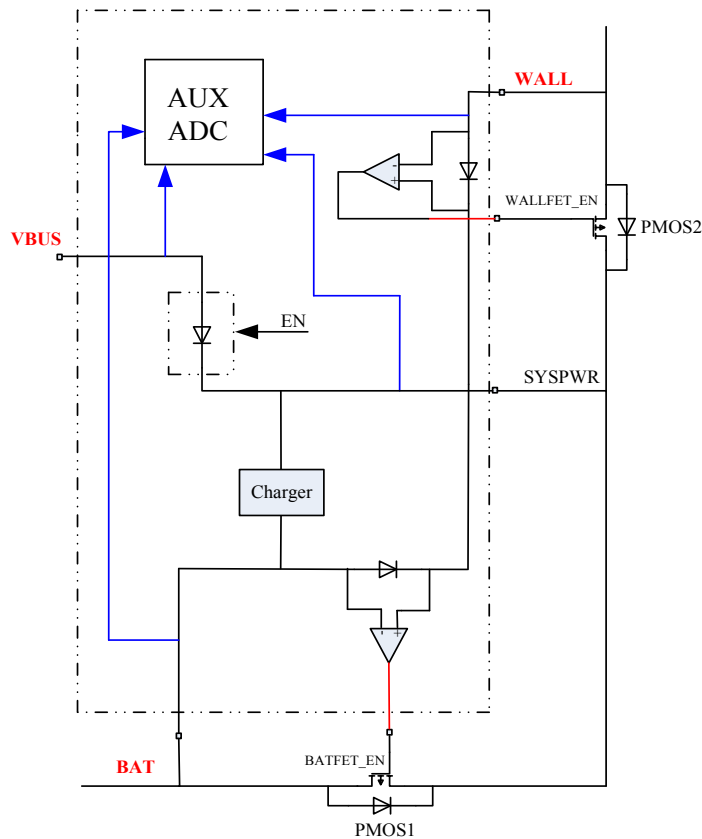 WALL
AUX
ADC
-
+
WALLFET_EN
PMOS2
VBUS
EN
SYSPWR
Charger
-
+
BATFET_EN
BAT
PMOS1